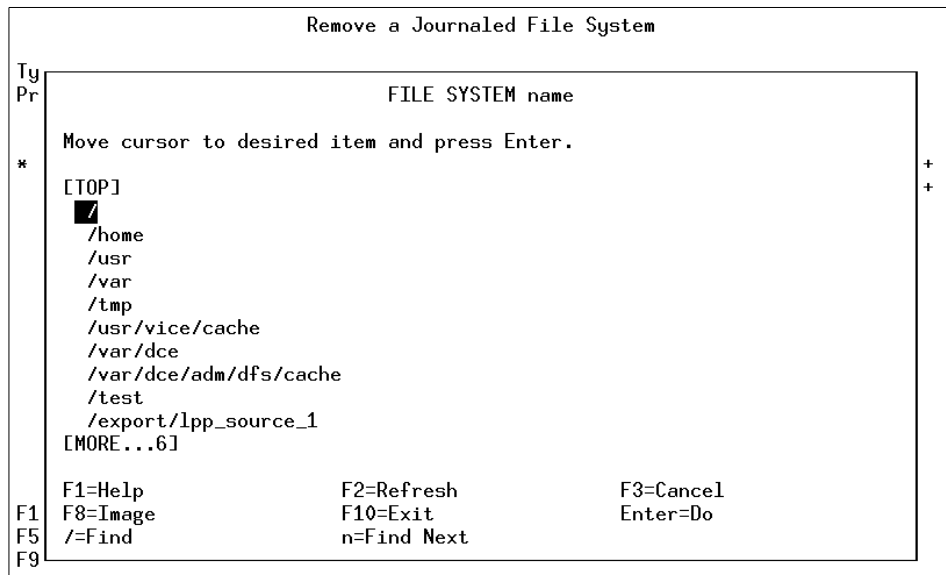 Remove a Journaled File System
Ty
Pr FILE SYSTEM name
Move cursor to desired item and press Enter.
* +
[TOP] +
/
/home
/usr
/var
/tmp
/usr/vice/cache
/var/dce
/var/dce/adm/dfs/cache
/test
/export/lpp_source_1
[MORE...6]
F1=Help F2=Refresh F3=Cancel
F1 F8=Image F10=Exit Enter=Do
F5 /=Find n=Find Next
F9